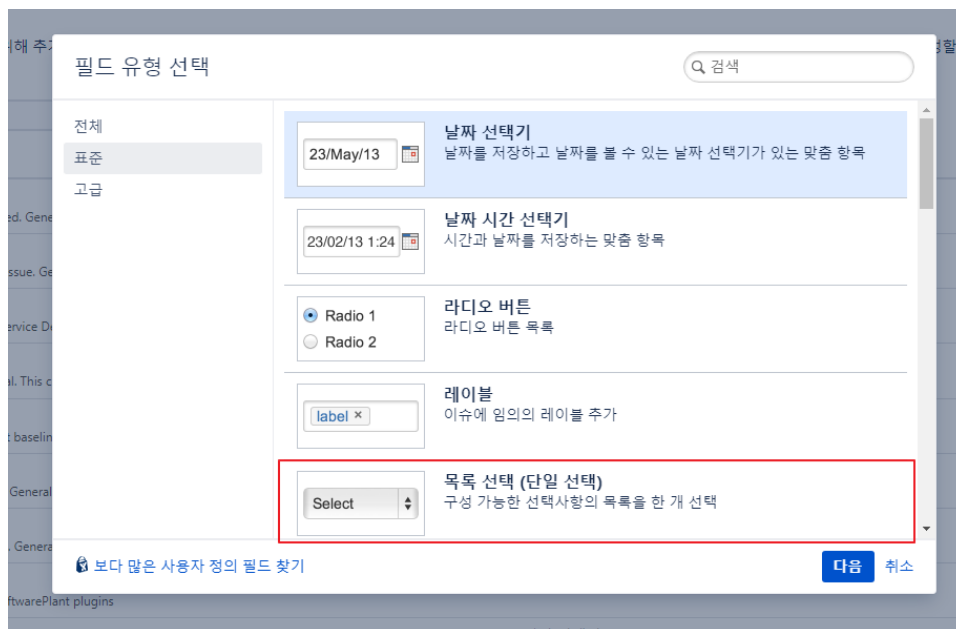 위해 추가
필드 유형 선택
검색
전체
표준
고급
23/May/13
날짜 선택기
날짜를 저장하고 날짜를 볼 수 있는 날짜 선택기가 있는 맞춤 항목
23/02/13 1:24
날짜 시간 선택기
시간과 날짜를 저장하는 맞춤 항목
Radio 1
Radio 2
라디오 버튼
라디오 버튼 목록
label ×
레이블
이슈에 임의의 레이블 추가
Select
목록 선택 (단일 선택)
구성 가능한 선택사항의 목록을 한 개 선택
보다 많은 사용자 정의 필드 찾기
다음
취소
ed. Gene
ssue. Ge
ervice De
al. This c
t baselin
General
. Genera
ftwarePlant plugins